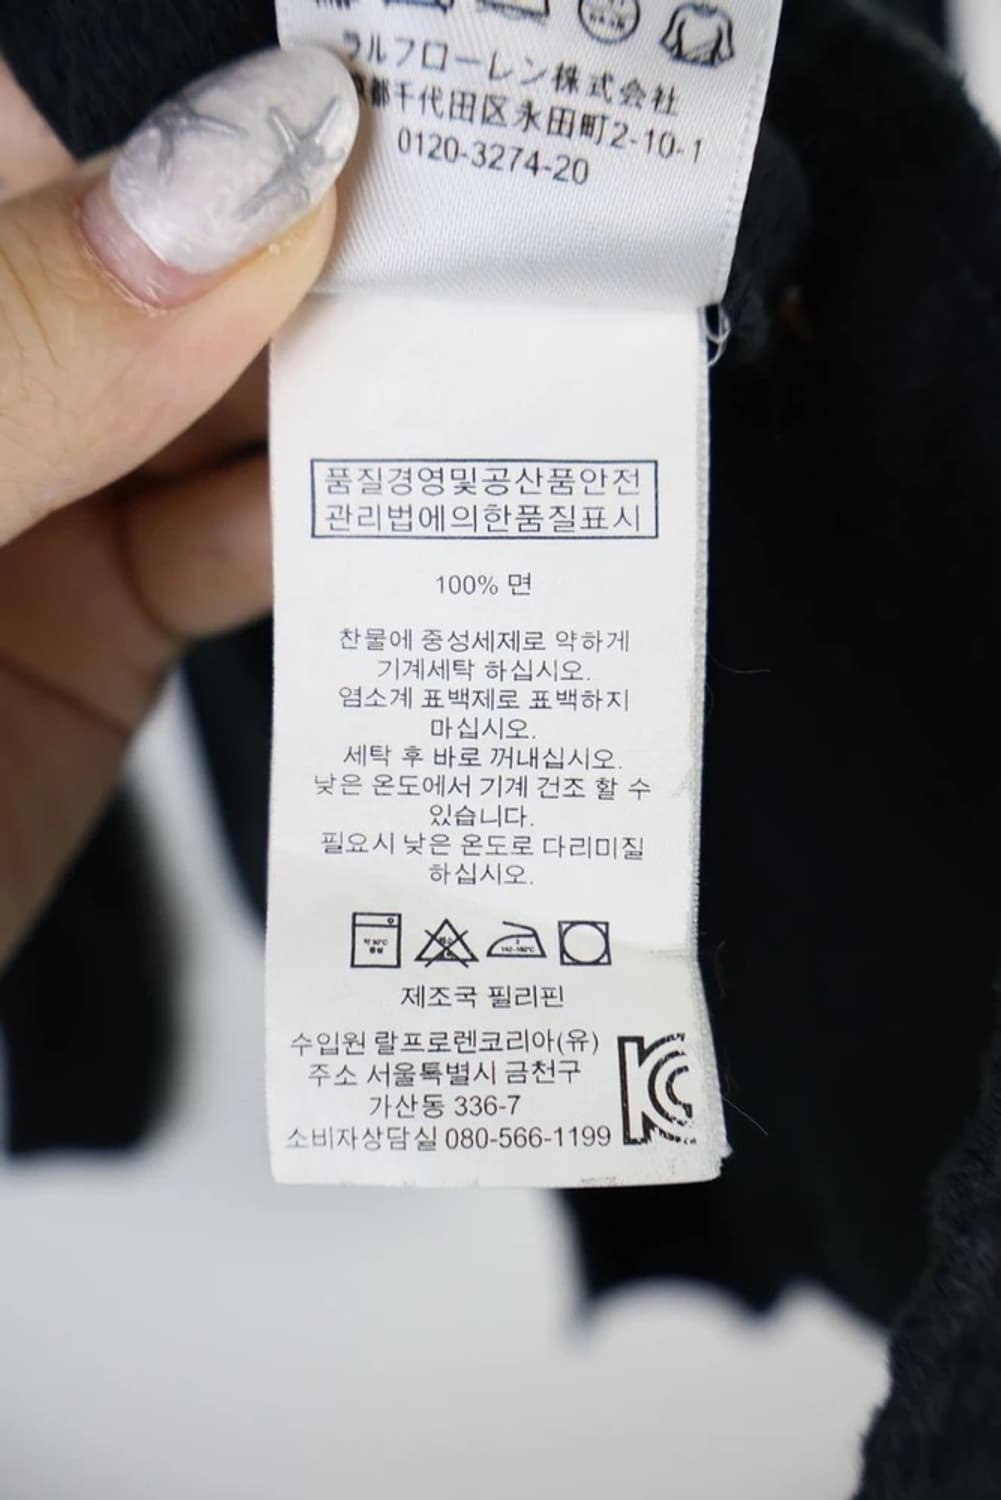 ラルフローレン株式会社
都千代田区永田町2-10-1
0120-3274-20
품질경영및공산품안전
관리법에의한품질표시
100% 면
찬물에 중성세제로 약하게
기계세탁 하십시오.
염소계 표백제로 표백하지
마십시오.
세탁 후 바로 꺼내십시오.
낮은 온도에서 기계 건조 할 수
있습니다.
필요시 낮은 온도로 다리미질
하십시오.
제조국 필리핀
수입원 랄프로렌코리아(유)
주소 서울특별시 금천구
가산동 336-7
소비자상담실 080-566-1199